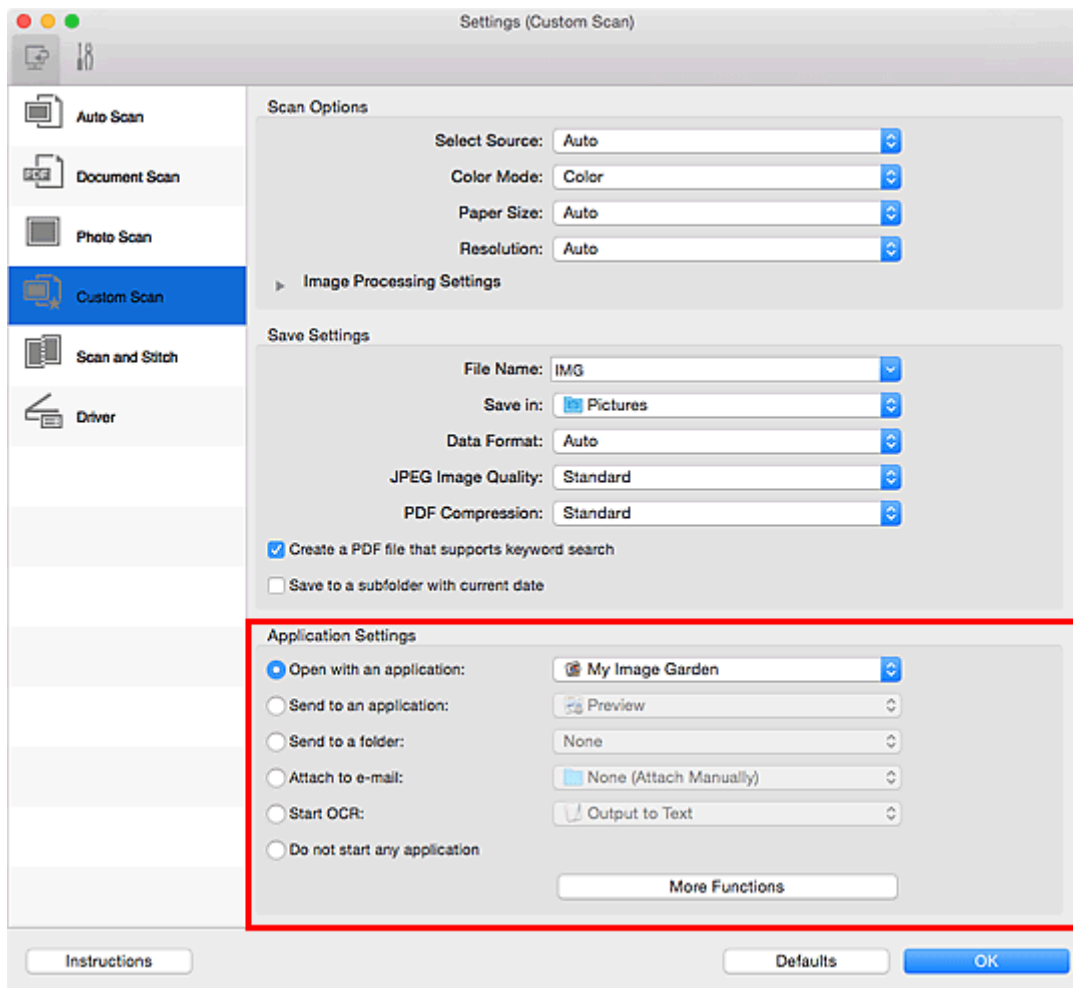 Settings (Custom Scan)
Auto Scan
Document Scan
PDF
Photo Scan
Custom Scan
Scan and Stitch
Driver
Scan Options
Select Source: Auto
Color Mode: Color
Paper Size: Auto
Resolution: Auto
Image Processing Settings
Save Settings
File Name: IMG
Save in: Pictures
Data Format: Auto
JPEG Image Quality: Standard
PDF Compression: Standard
Create a PDF file that supports keyword search
Save to a subfolder with current date
Application Settings
Open with an application: My Image Garden
Send to an application: Preview
Send to a folder: None
Attach to e-mail: None (Attach Manually)
Start OCR: Output to Text
Do not start any application
More Functions
Instructions
Defaults
OK